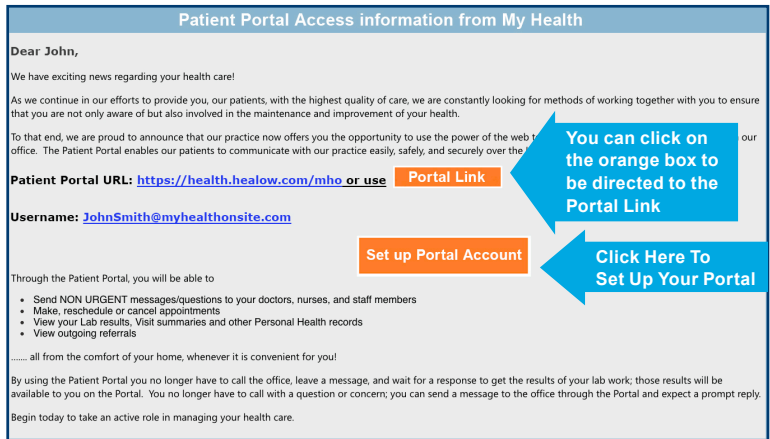 Patient Portal Access information from My Health
Dear John,
We have exciting news regarding your health care!
As we continue in our efforts to provide you, our patients, with the highest quality of care, we are constantly looking for methods of working together with you to ensure
that you are not only aware of but also involved in the maintenance and improvement of your health.
To that end, we are proud to announce that our practice now offers you the opportunity to use the power of the web our
office. The Patient Portal enables our patients to communicate with our practice easily, safely, and securely over the
You can click on
the orange box to
be directed to the
Portal Link
Patient Portal URL: https://health.healow.com/mho or use Portal Link
Username: JohnSmith@myhealthonsite.com
Set up Portal Account
Click Here To
Set Up Your Portal
Through the Patient Portal, you will be able to
• Send NON URGENT messages/questions to your doctors, nurses, and staff members
• Make, reschedule or cancel appointments
• View your Lab results, Visit summaries and other Personal Health records
• View outgoing referrals
....... all from the comfort of your home, whenever it is convenient for you!
By using the Patient Portal you no longer have to call the office, leave a message, and wait for a response to get the results of your lab work; those results will be
available to you on the Portal. You no longer have to call with a question or concern; you can send a message to the office through the Portal and expect a prompt reply.
Begin today to take an active role in managing your health care.